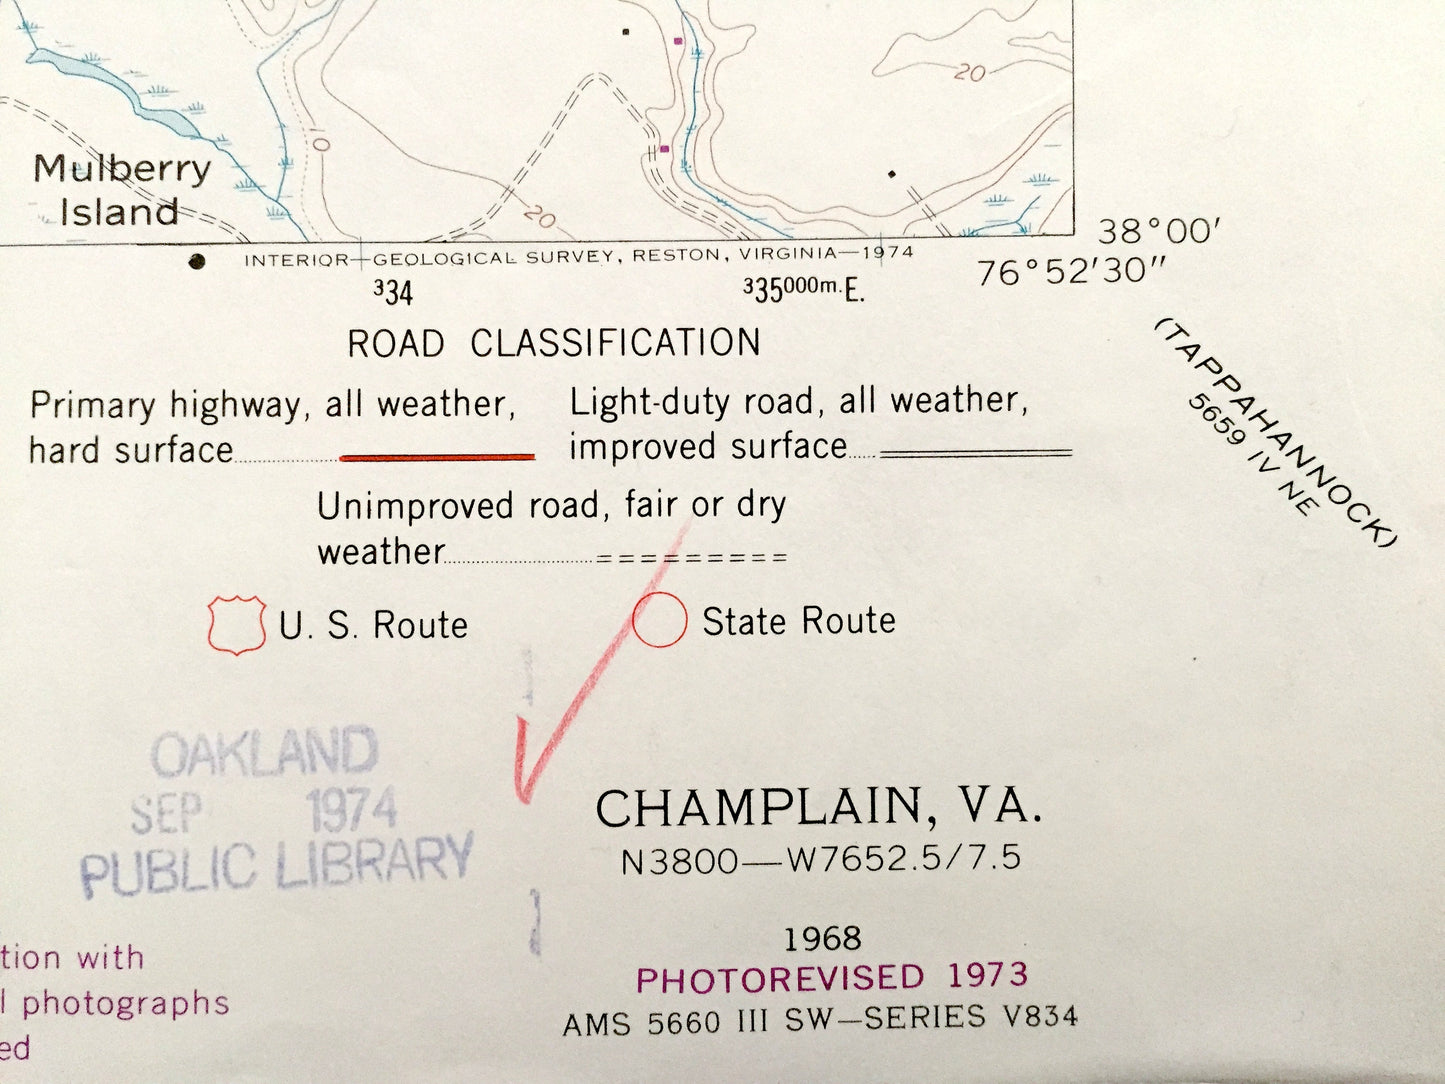 10
20
20
Mulberry
Island
38°00′
INTERIOR—GEOLOGICAL SURVEY, RESTON, VIRGINIA—1974
76°52′30″
334
335000m.E.
(TAPPAHANNOCK)
5659 IV NE
ROAD CLASSIFICATION
Primary highway, all weather,
hard surface
Light-duty road, all weather,
improved surface
Unimproved road, fair or dry
weather
U. S. Route
State Route
OAKLAND
SEP 1974
PUBLIC LIBRARY
CHAMPLAIN, VA.
N3800—W7652.5/7.5
1968
PHOTOREVISED 1973
AMS 5660 III SW—SERIES V834
tion with
l photographs
ed